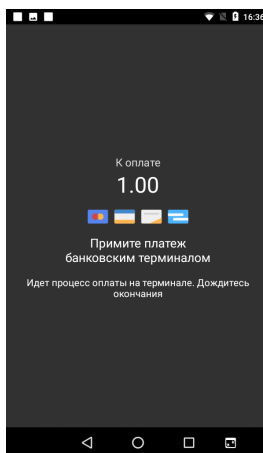 16:36
К оплате
1.00
Примите платеж
банковским терминалом
Идет процесс оплаты на терминале. Дождитесь
окончания